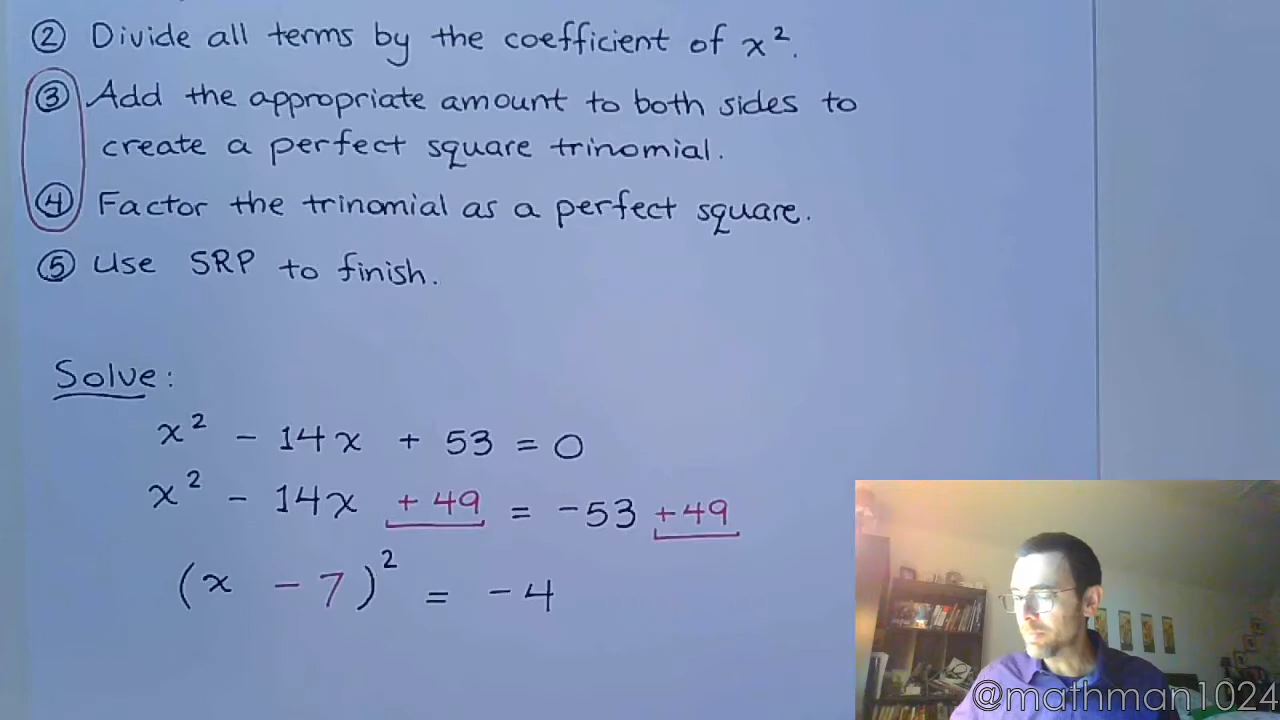 ② Divide all terms by the coefficient of x².
③ Add the appropriate amount to both sides to
create a perfect square trinomial.
④ Factor the trinomial as a perfect square.
⑤ Use SRP to finish.
Solve:
x² - 14x + 53 = 0
x² - 14x + 49 = -53 + 49
(x - 7)² = -4
@mathman1024